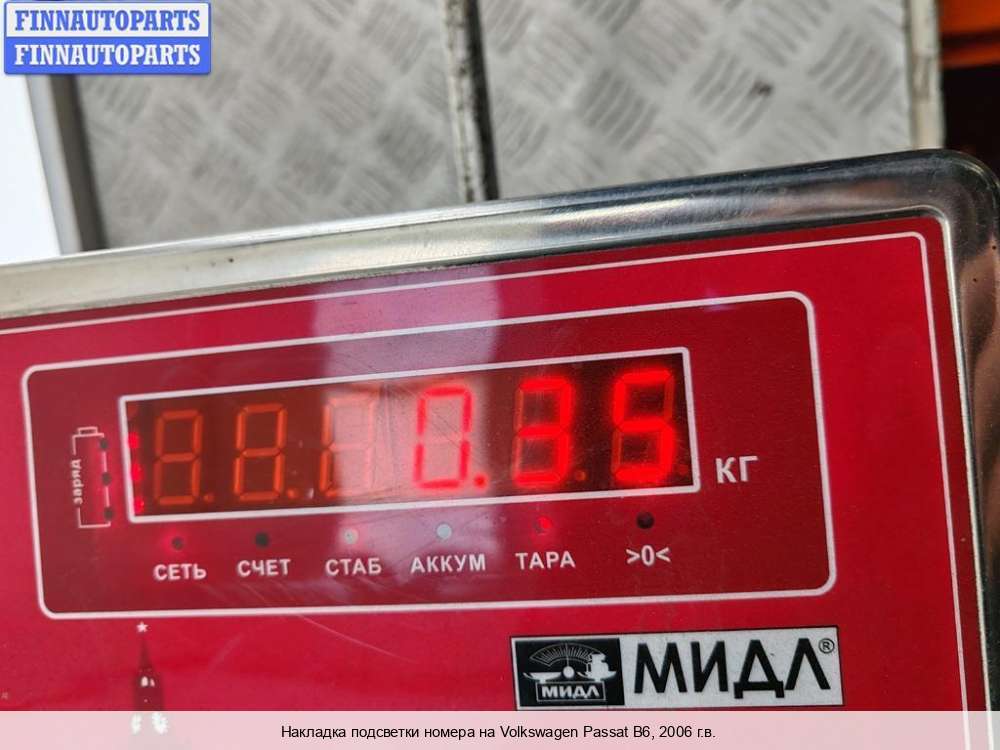 FINNAUTOPARTS
FINNAUTOPARTS
0.35
КГ
заряд
СЕТЬ СЧЕТ СТАБ АККУМ ТАРА >0<
МИДЛ МИДЛ®
Накладка подсветки номера на Volkswagen Passat B6, 2006 г.в.